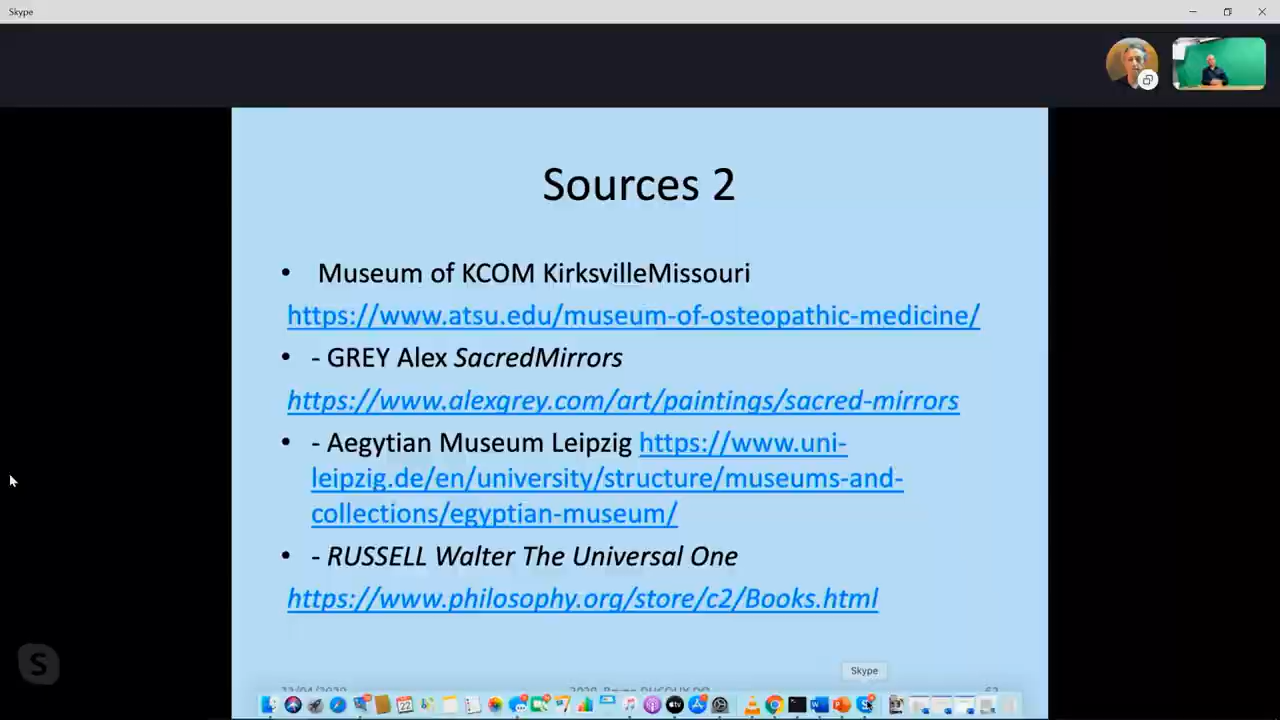 Skype
Sources 2
• Museum of KCOM KirksvilleMissouri
https://www.atsu.edu/museum-of-osteopathic-medicine/
• - GREY Alex SacredMirrors
https://www.alexgrey.com/art/paintings/sacred-mirrors
• - Aegytian Museum Leipzig https://www.uni-
leipzig.de/en/university/structure/museums-and-
collections/egyptian-museum/
• - RUSSELL Walter The Universal One
https://www.philosophy.org/store/c2/Books.html
Skype